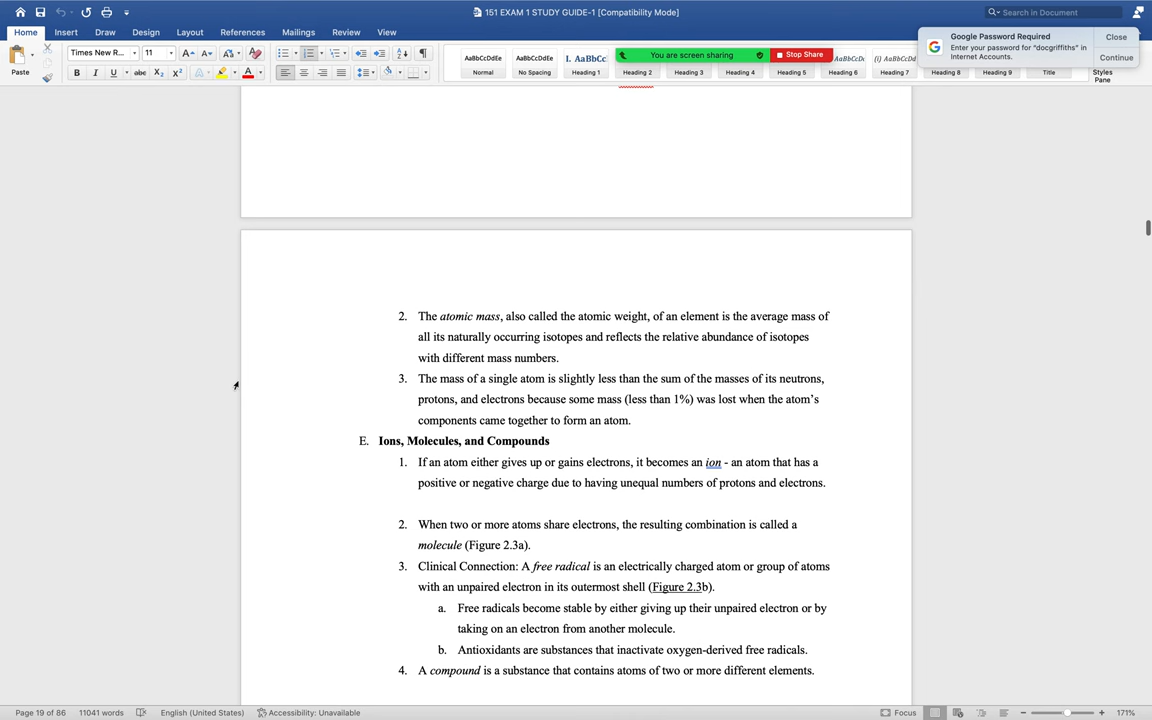 151 EXAM 1 STUDY GUIDE-1 [Compatibility Mode]
Search in Document
Home Insert Draw Design Layout References Mailings Review View
Google Password Required
Enter your password for "docgriffiths" in
Internet Accounts.
Close
Continue
Paste
Times New R... 11
AaBbCcDdEe AaBbCcDdEe I. AaBbCc
You are screen sharing
Stop Share
AaBbCcDc (i) AaBbCcDd
Normal No Spacing Heading 1 Heading 2 Heading 3 Heading 4 Heading 5 Heading 6 Heading 7 Heading 8 Heading 9 Title
Styles
Pane
2. The atomic mass, also called the atomic weight, of an element is the average mass of
all its naturally occurring isotopes and reflects the relative abundance of isotopes
with different mass numbers.
3. The mass of a single atom is slightly less than the sum of the masses of its neutrons,
protons, and electrons because some mass (less than 1%) was lost when the atom's
components came together to form an atom.
E. Ions, Molecules, and Compounds
1. If an atom either gives up or gains electrons, it becomes an ion - an atom that has a
positive or negative charge due to having unequal numbers of protons and electrons.
2. When two or more atoms share electrons, the resulting combination is called a
molecule (Figure 2.3a).
3. Clinical Connection: A free radical is an electrically charged atom or group of atoms
with an unpaired electron in its outermost shell (Figure 2.3b).
a. Free radicals become stable by either giving up their unpaired electron or by
taking on an electron from another molecule.
b. Antioxidants are substances that inactivate oxygen-derived free radicals.
4. A compound is a substance that contains atoms of two or more different elements.
Page 19 of 86 11041 words English (United States) Accessibility: Unavailable Focus 171%